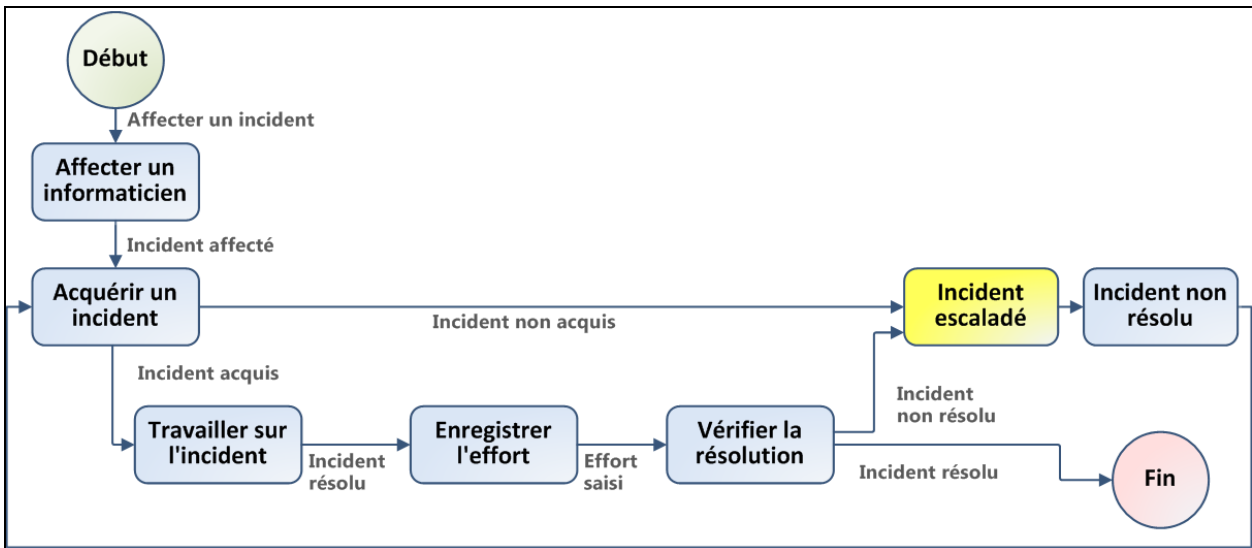 Début
Affecter un incident
Affecter un
informaticien
Incident affecté
Acquérir un
incident
Incident non acquis
Incident
escaladé
Incident non
résolu
Incident acquis
Travailler sur
l'incident
Incident
résolu
Enregistrer
l'effort
Effort
saisi
Vérifier la
résolution
Incident
non résolu
Incident résolu
Fin